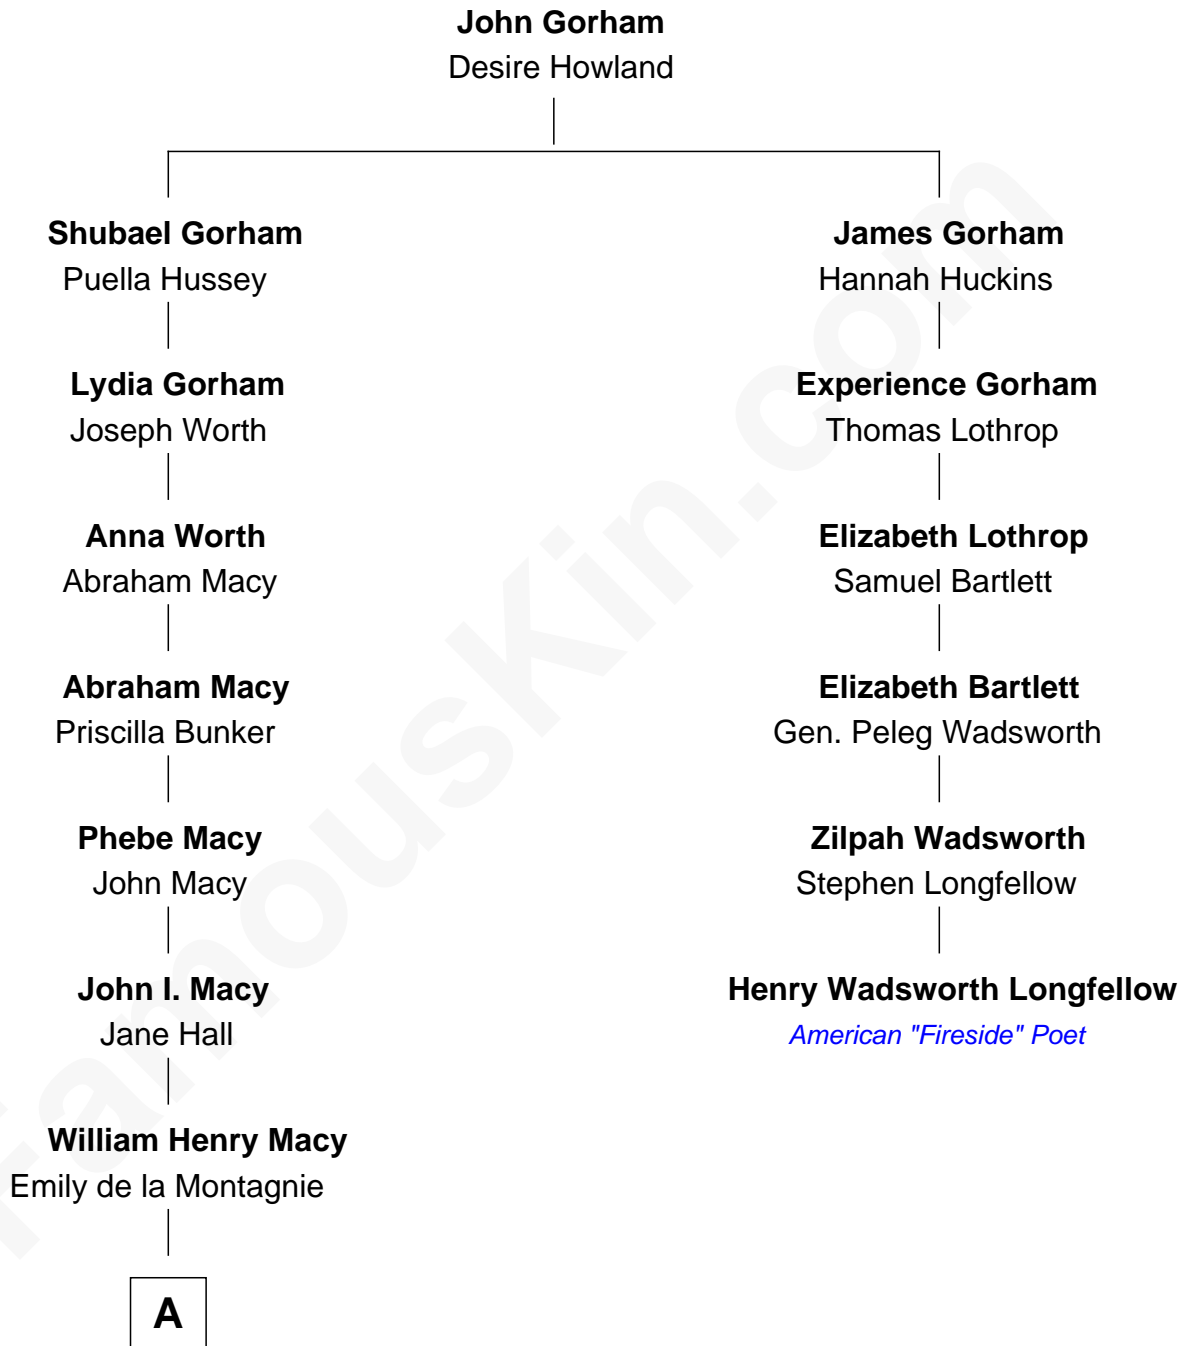 John Gorham
Desire Howland
Shubael Gorham
Puella Hussey
James Gorham
Hannah Huckins
Lydia Gorham
Joseph Worth
Experience Gorham
Thomas Lothrop
Anna Worth
Abraham Macy
Elizabeth Lothrop
Samuel Bartlett
Abraham Macy
Priscilla Bunker
Elizabeth Bartlett
Gen. Peleg Wadsworth
Phebe Macy
John Macy
Zilpah Wadsworth
Stephen Longfellow
John I. Macy
Jane Hall
Henry Wadsworth Longfellow
American "Fireside" Poet
William Henry Macy
Emily de la Montagnie
A
FamousKin.com